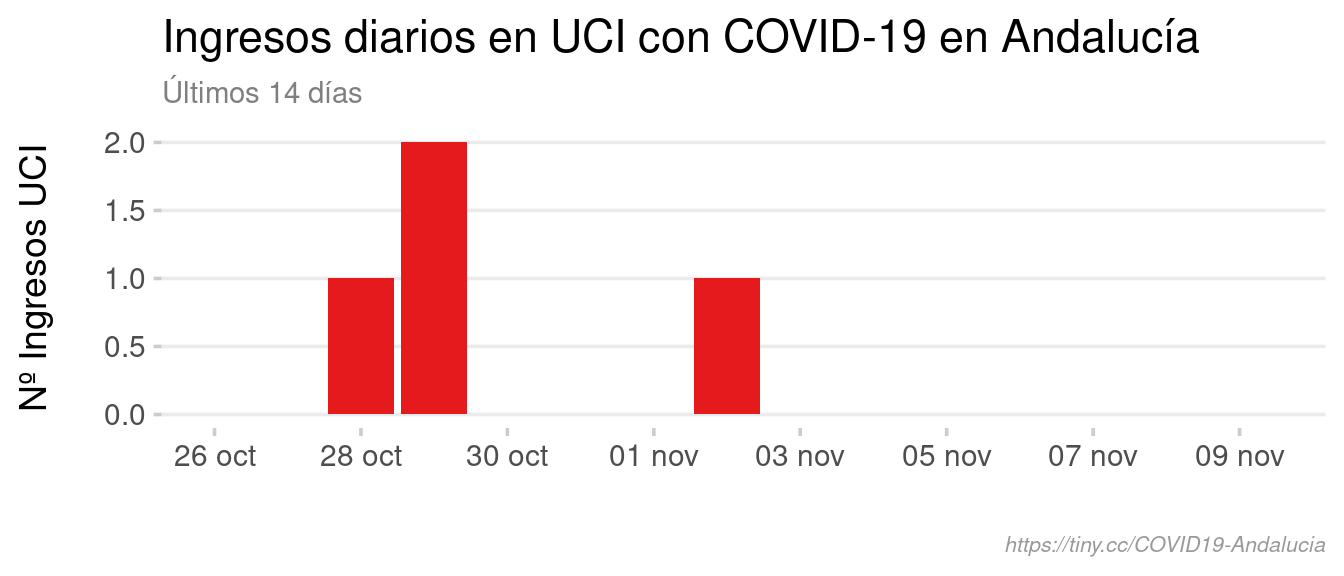 Ingresos diarios en UCI con COVID-19 en Andalucía
Últimos 14 días
Nº Ingresos UCI
2.0
1.5
1.0
0.5
0.0
26 oct 28 oct 30 oct 01 nov 03 nov 05 nov 07 nov 09 nov
https://tiny.cc/COVID19-Andalucia